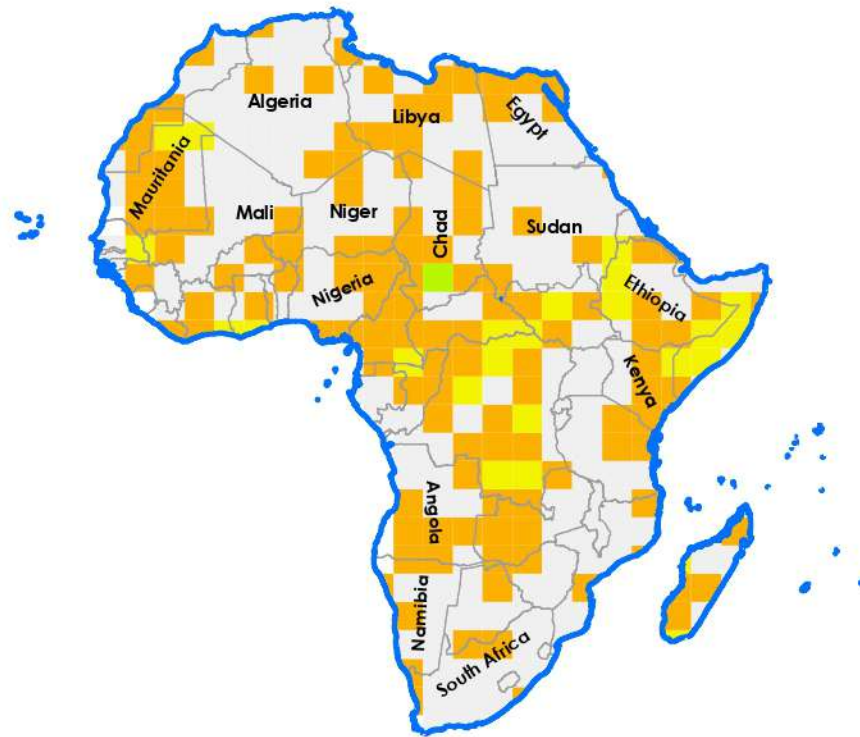 Algeria
Libya
Egypt
Mauritania
Mali
Niger
Chad
Sudan
Nigeria
Ethiopia
Kenya
Angola
Namibia
South Africa